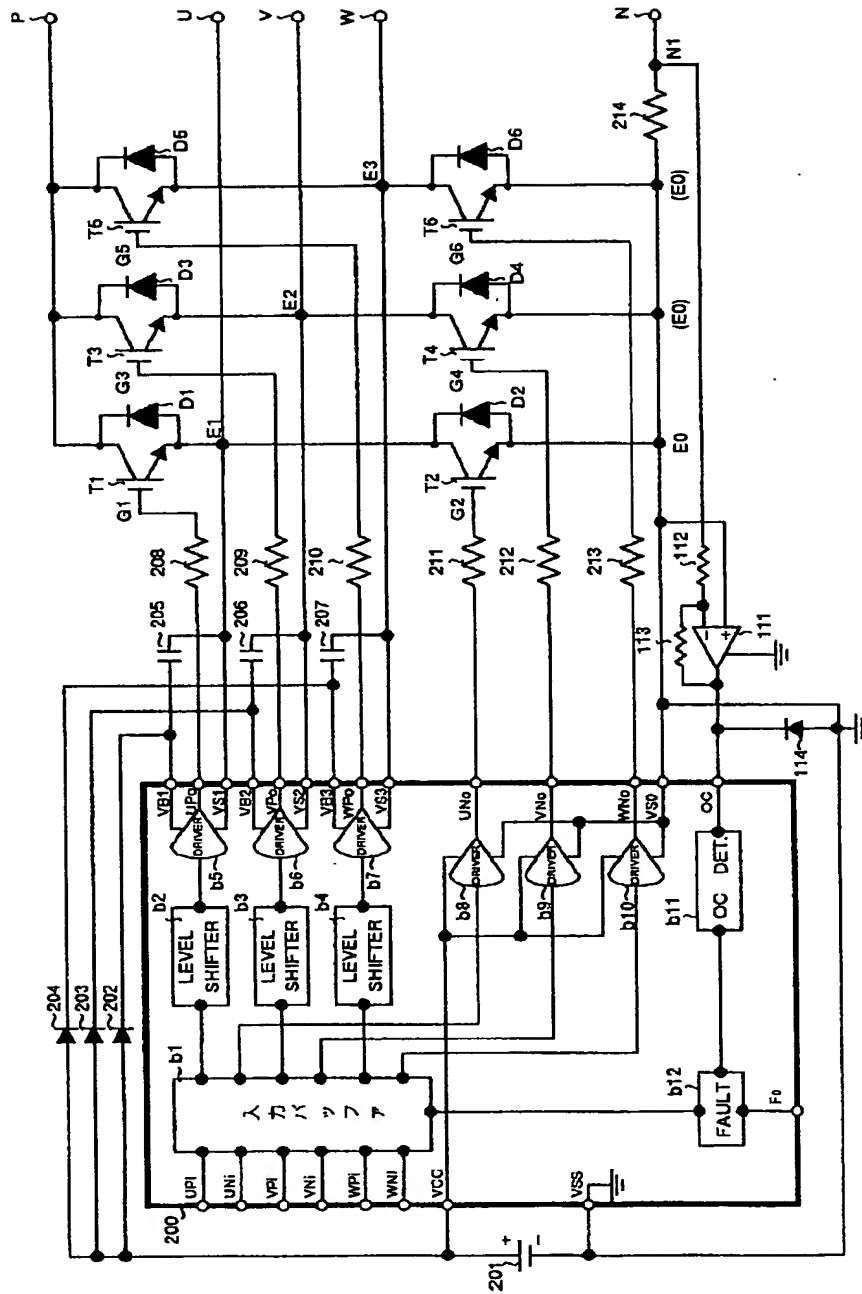 P
U
V
W
N
N1
204
203
202
205
206
207
208
209
210
T1
G1
D1
E1
T3
G3
D3
E2
T5
G5
D5
E3
200
UPi
UNi
VPi
VNi
WPi
WNi
VCC
VSS
b1
入力バッファ
b2
LEVEL
SHIFTER
b3
LEVEL
SHIFTER
b4
LEVEL
SHIFTER
DRIVER
b5
DRIVER
b6
DRIVER
b7
VB1
UPo
VS1
VB2
VPo
VS2
VB3
WPo
VS3
DRIVER
b8
DRIVER
b9
DRIVER
b10
UNo
VNo
WNo
VS0
OC
211
212
213
T2
G2
D2
T4
G4
D4
T6
G6
D6
E0
(E0)
(E0)
214
112
113
111
-
+
114
b11
OC DET.
b12
FAULT
Fo
201
+
-